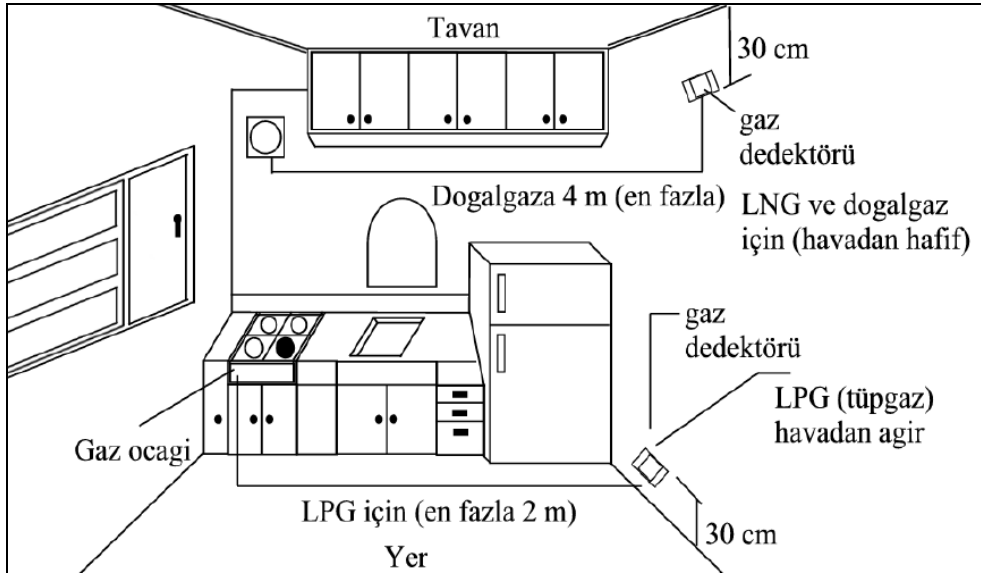 Tavan
30 cm
gaz
dedektörü
Dogalgaza 4 m (en fazla)
LNG ve dogalgaz
için (havadan hafif)
gaz
dedektörü
LPG (tüpgaz)
havadan agir
Gaz ocagi
LPG için (en fazla 2 m)
30 cm
Yer